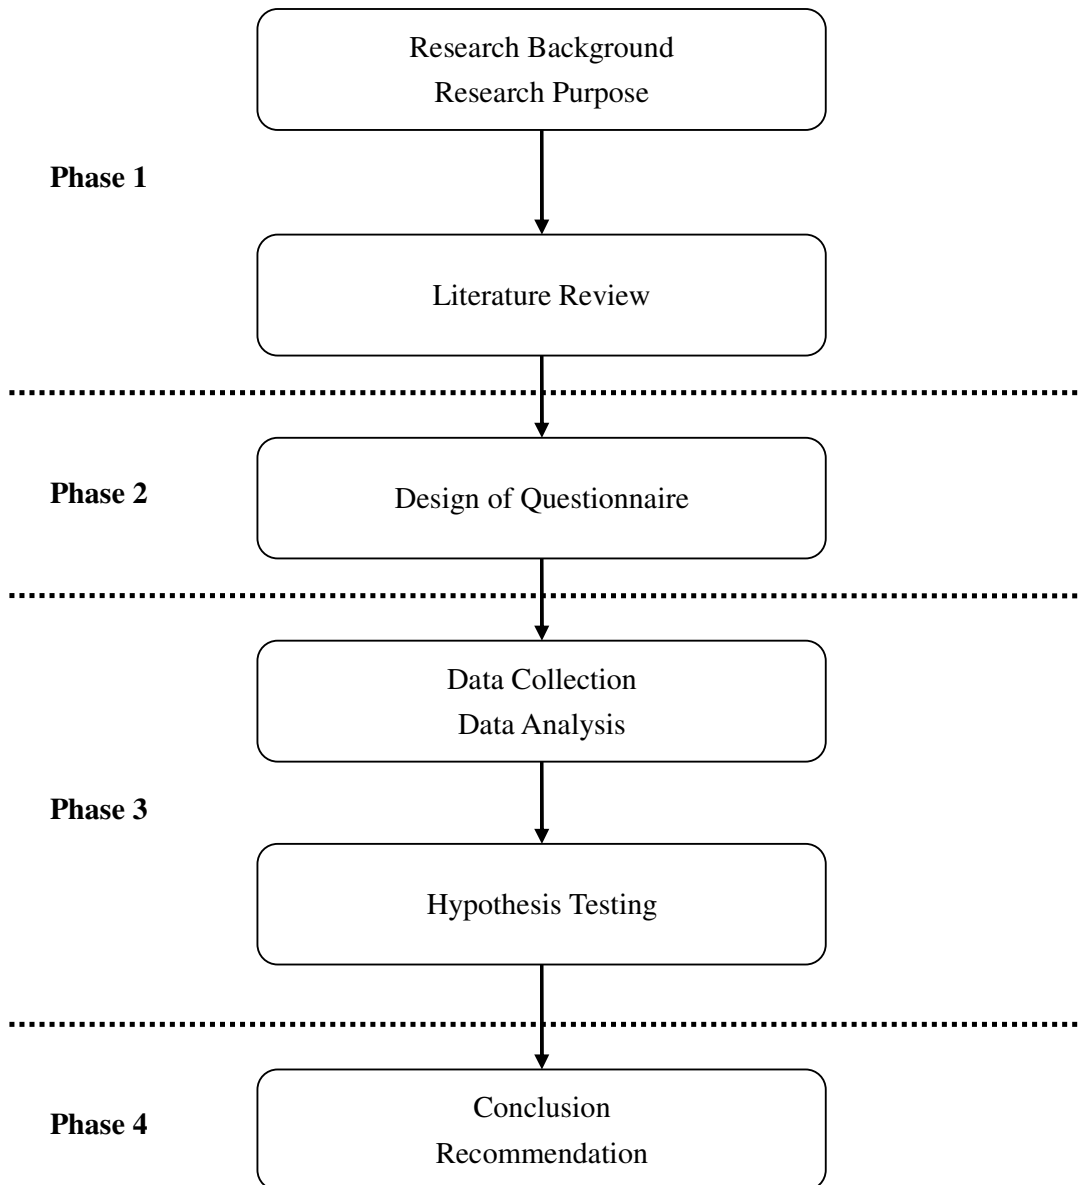 Research Background
Research Purpose
Phase 1
Literature Review
Phase 2
Design of Questionnaire
Data Collection
Data Analysis
Phase 3
Hypothesis Testing
Phase 4
Conclusion
Recommendation